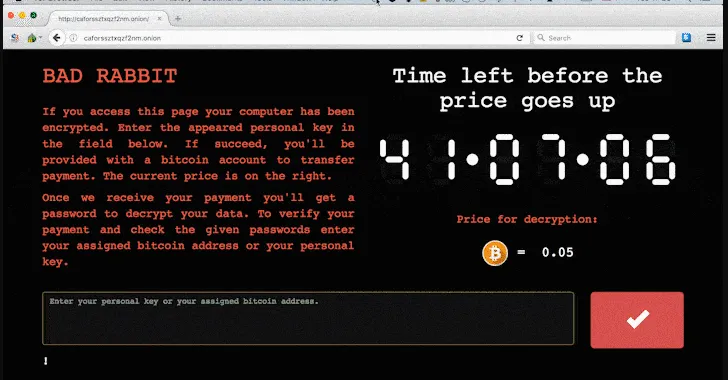 http://caforssztxqzf2nm.onion/
caforssztxqzf2nm.onion
Search
BAD RABBIT
If you access this page your computer has been
encrypted. Enter the appeared personal key in
the field below. If succeed, you'll be
provided with a bitcoin account to transfer
payment. The current price is on the right.
Once we receive your payment you'll get a
password to decrypt your data. To verify your
payment and check the given passwords enter
your assigned bitcoin address or your personal
key.
Time left before the
price goes up
41•07•06
Price for decryption:
= 0.05
Enter your personal key or your assigned bitcoin address.
!